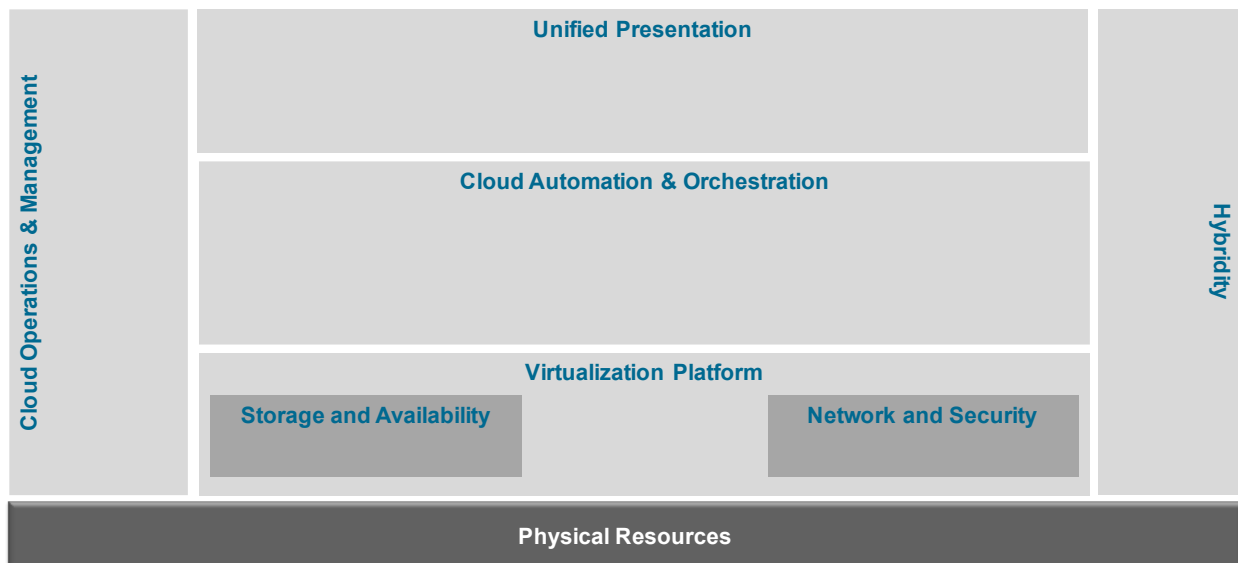 Cloud Operations & Management
Unified Presentation
Cloud Automation & Orchestration
Virtualization Platform
Storage and Availability
Network and Security
Hybridity
Physical Resources